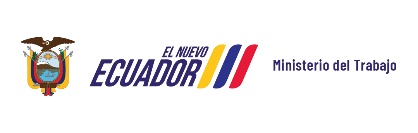 EL NUEVO
ECUADOR
Ministerio del Trabajo